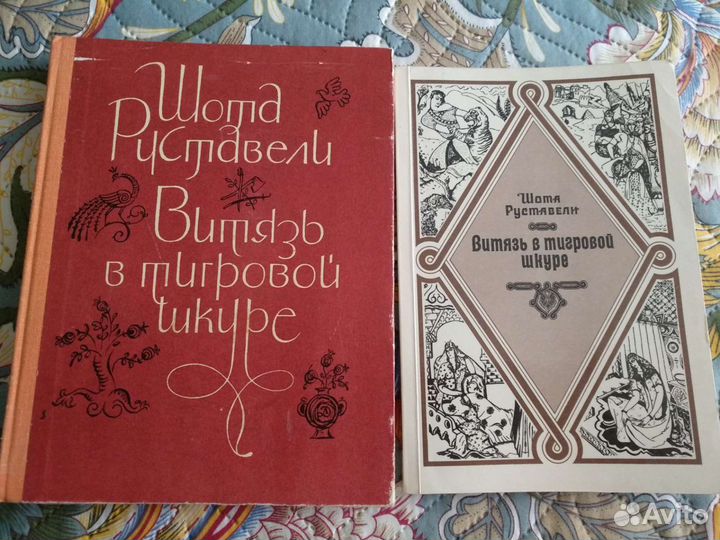 Шота
Руставели
Витязь
в тигровой
шкуре
Шота
Руставели
Витязь в тигровой
шкуре
Avito